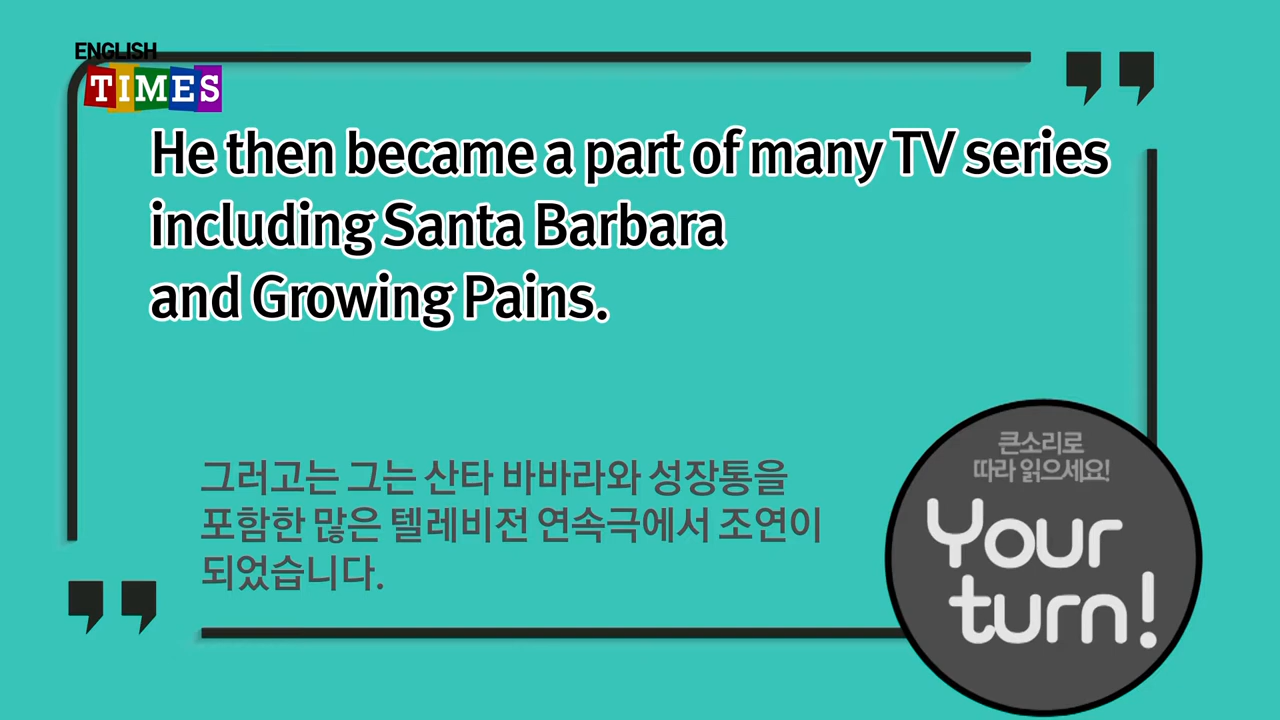 ENGLISH
TIMES
He then became a part of many TV series
including Santa Barbara
and Growing Pains.
그러고는 그는 산타 바바라와 성장통을
포함한 많은 텔레비전 연속극에서 조연이
되었습니다.
큰소리로
따라 읽으세요!
Your
turn!